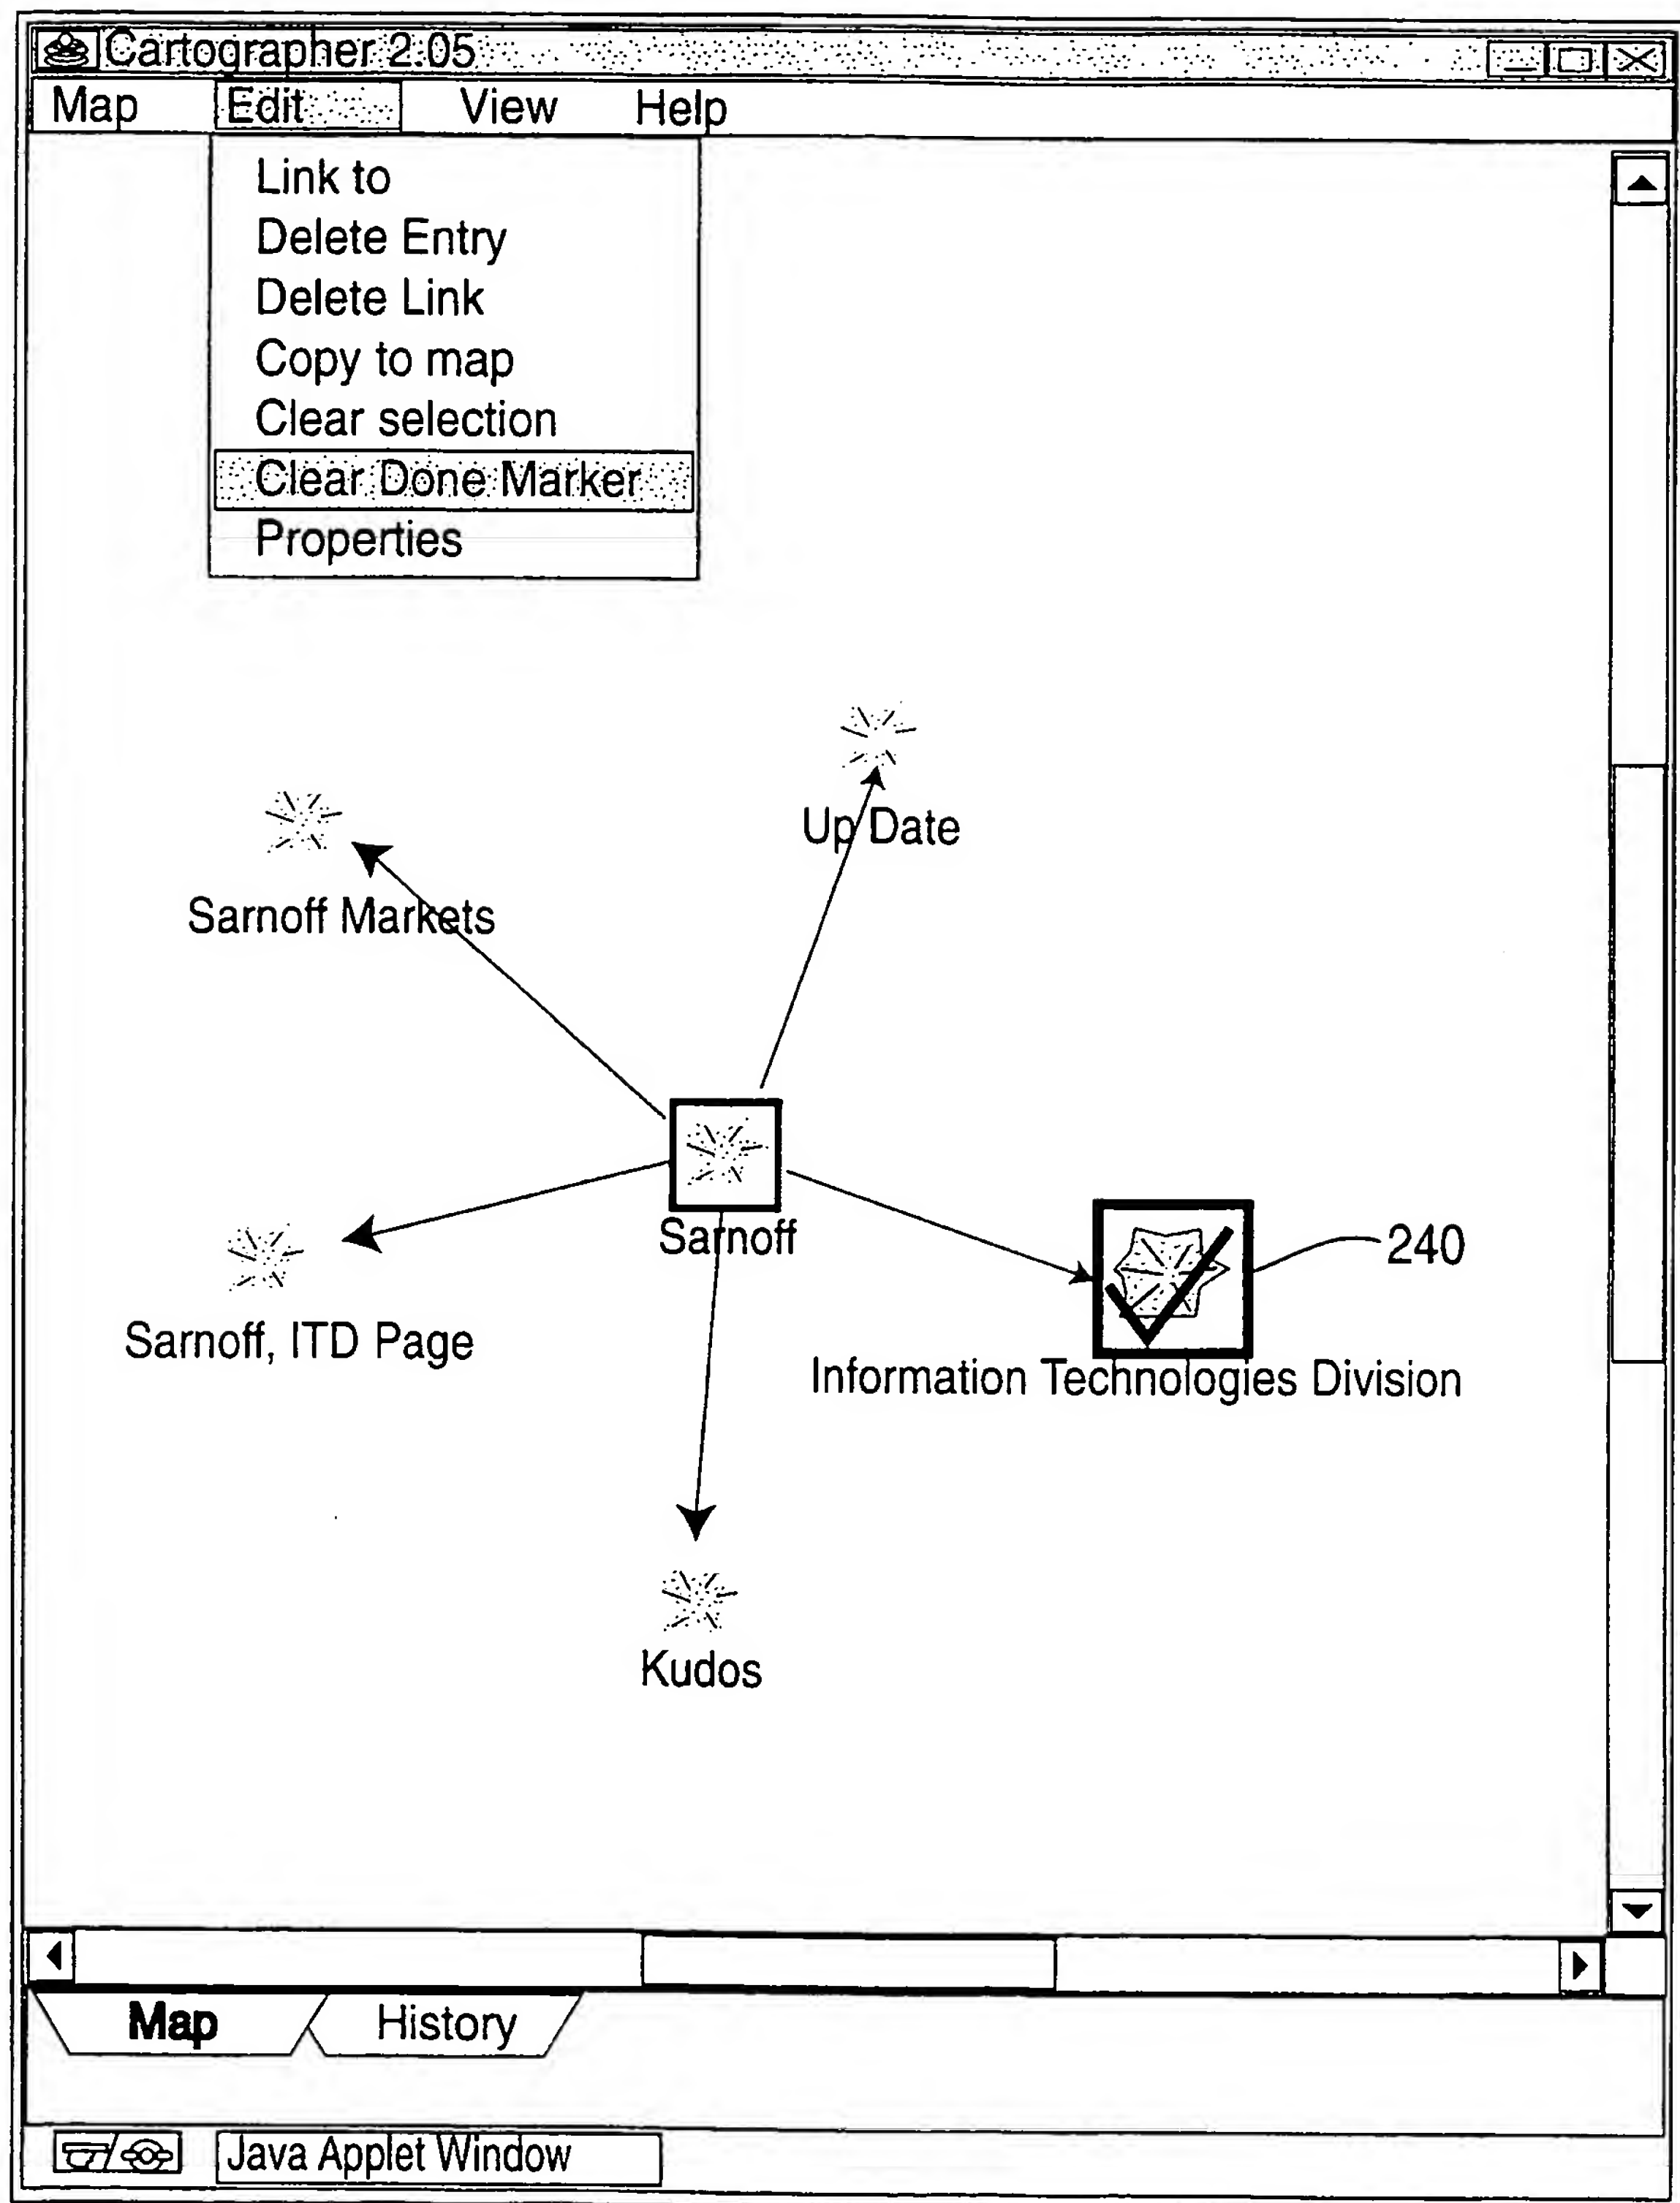 Cartographer 2.05
Map Edit View Help
Link to
Delete Entry
Delete Link
Copy to map
Clear selection
Clear Done Marker
Properties
Up Date
Sarnoff Markets
Sarnoff
240
Sarnoff, ITD Page
Information Technologies Division
Kudos
Map History
Java Applet Window